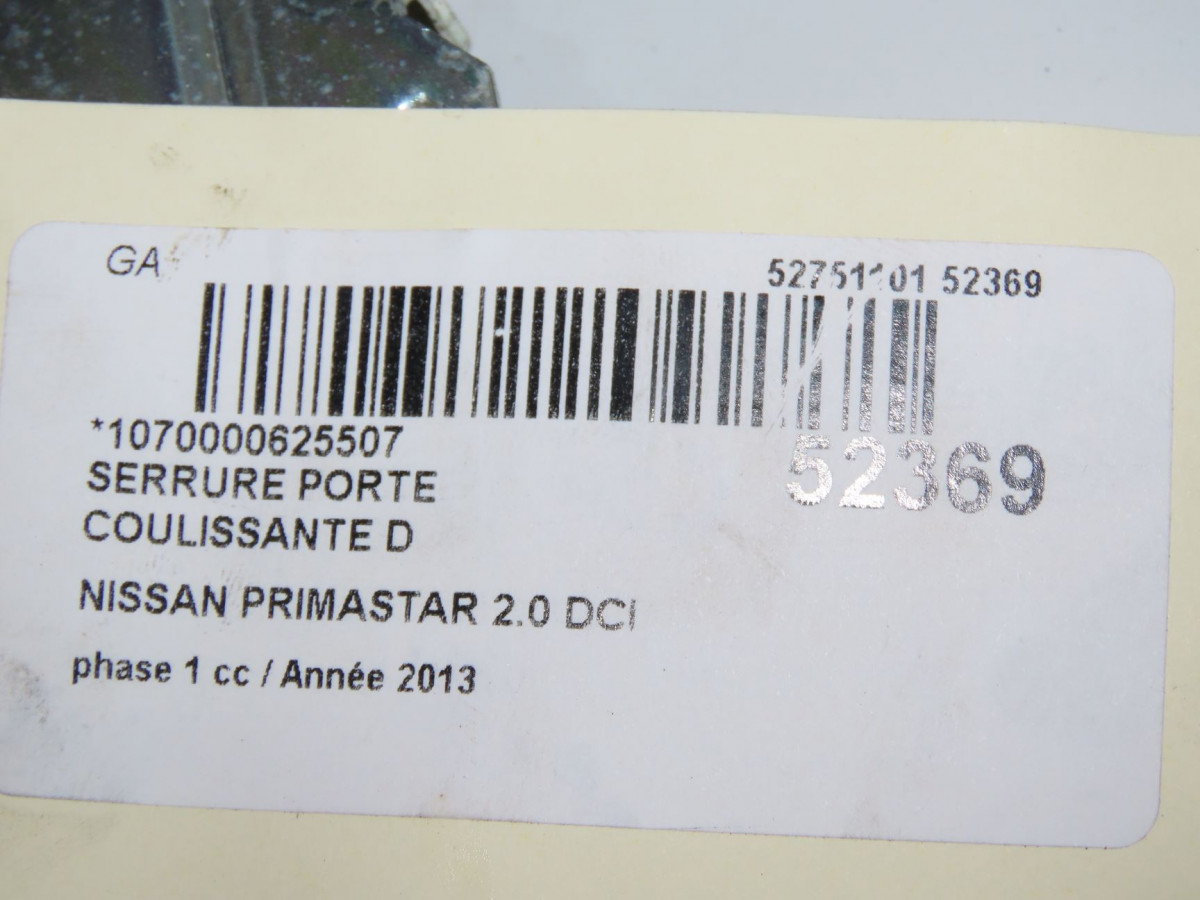 GA
52751101 52369
*1070000625507
52369
SERRURE PORTE
COULISSANTE D
NISSAN PRIMASTAR 2.0 DCI
phase 1 cc / Année 2013